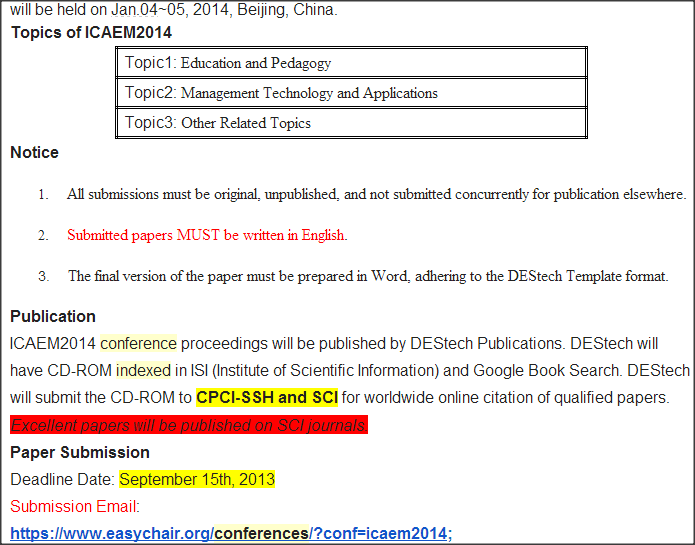 will be held on Jan.04~05, 2014, Beijing, China.
Topics of ICAEM2014
Topic1: Education and Pedagogy
Topic2: Management Technology and Applications
Topic3: Other Related Topics
Notice
1. All submissions must be original, unpublished, and not submitted concurrently for publication elsewhere.
2. Submitted papers MUST be written in English.
3. The final version of the paper must be prepared in Word, adhering to the DEStech Template format.
Publication
ICAEM2014 conference proceedings will be published by DEStech Publications. DEStech will
have CD-ROM indexed in ISI (Institute of Scientific Information) and Google Book Search. DEStech
will submit the CD-ROM to CPCI-SSH and SCI for worldwide online citation of qualified papers.
Excellent papers will be published on SCI journals.
Paper Submission
Deadline Date: September 15th, 2013
Submission Email:
https://www.easychair.org/conferences/?conf=icaem2014;